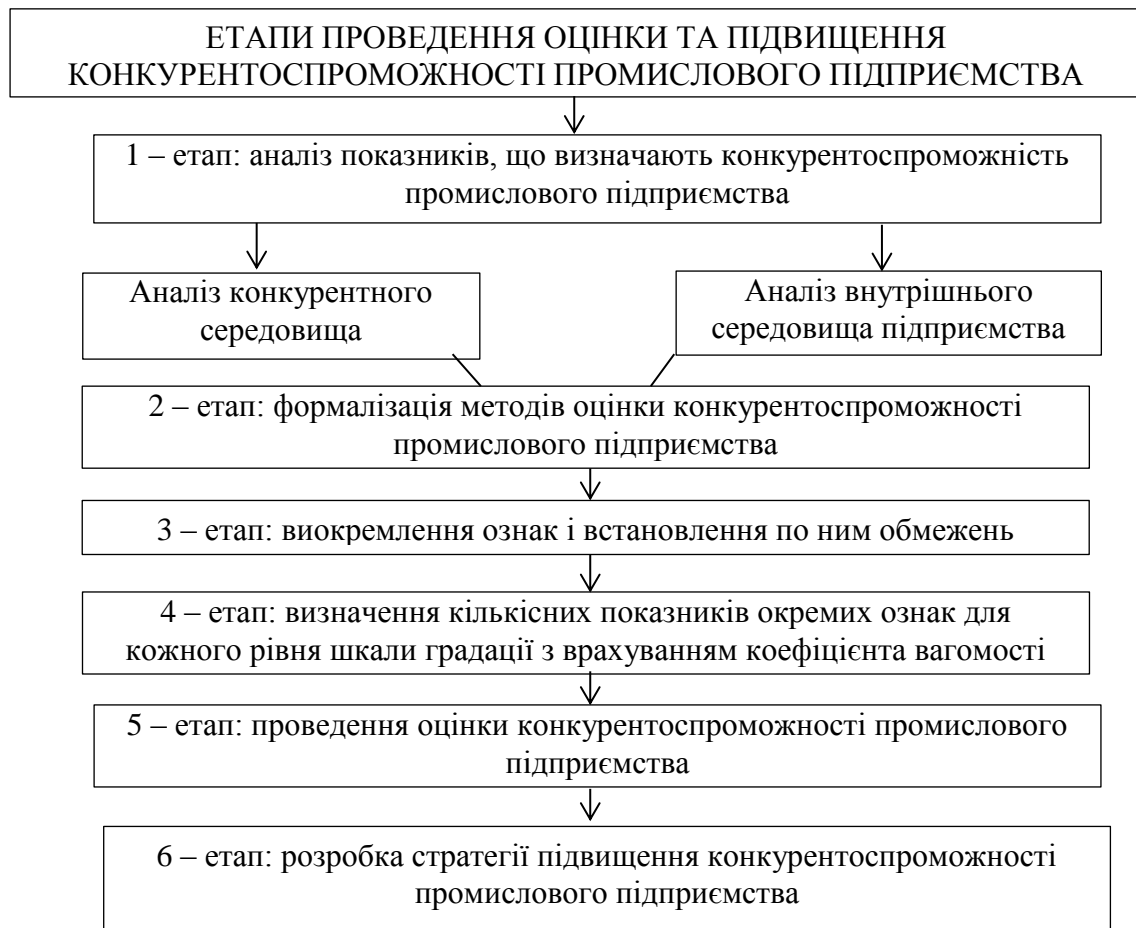 ЕТАПИ ПРОВЕДЕННЯ ОЦІНКИ ТА ПІДВИЩЕННЯ
КОНКУРЕНТОСПРОМОЖНОСТІ ПРОМИСЛОВОГО ПІДПРИЄМСТВА
1 – етап: аналіз показників, що визначають конкурентоспроможність
промислового підприємства
Аналіз конкурентного
середовища
Аналіз внутрішнього
середовища підприємства
2 – етап: формалізація методів оцінки конкурентоспроможності
промислового підприємства
3 – етап: виокремлення ознак і встановлення по ним обмежень
4 – етап: визначення кількісних показників окремих ознак для
кожного рівня шкали градації з врахуванням коефіцієнта вагомості
5 – етап: проведення оцінки конкурентоспроможності промислового
підприємства
6 – етап: розробка стратегії підвищення конкурентоспроможності
промислового підприємства